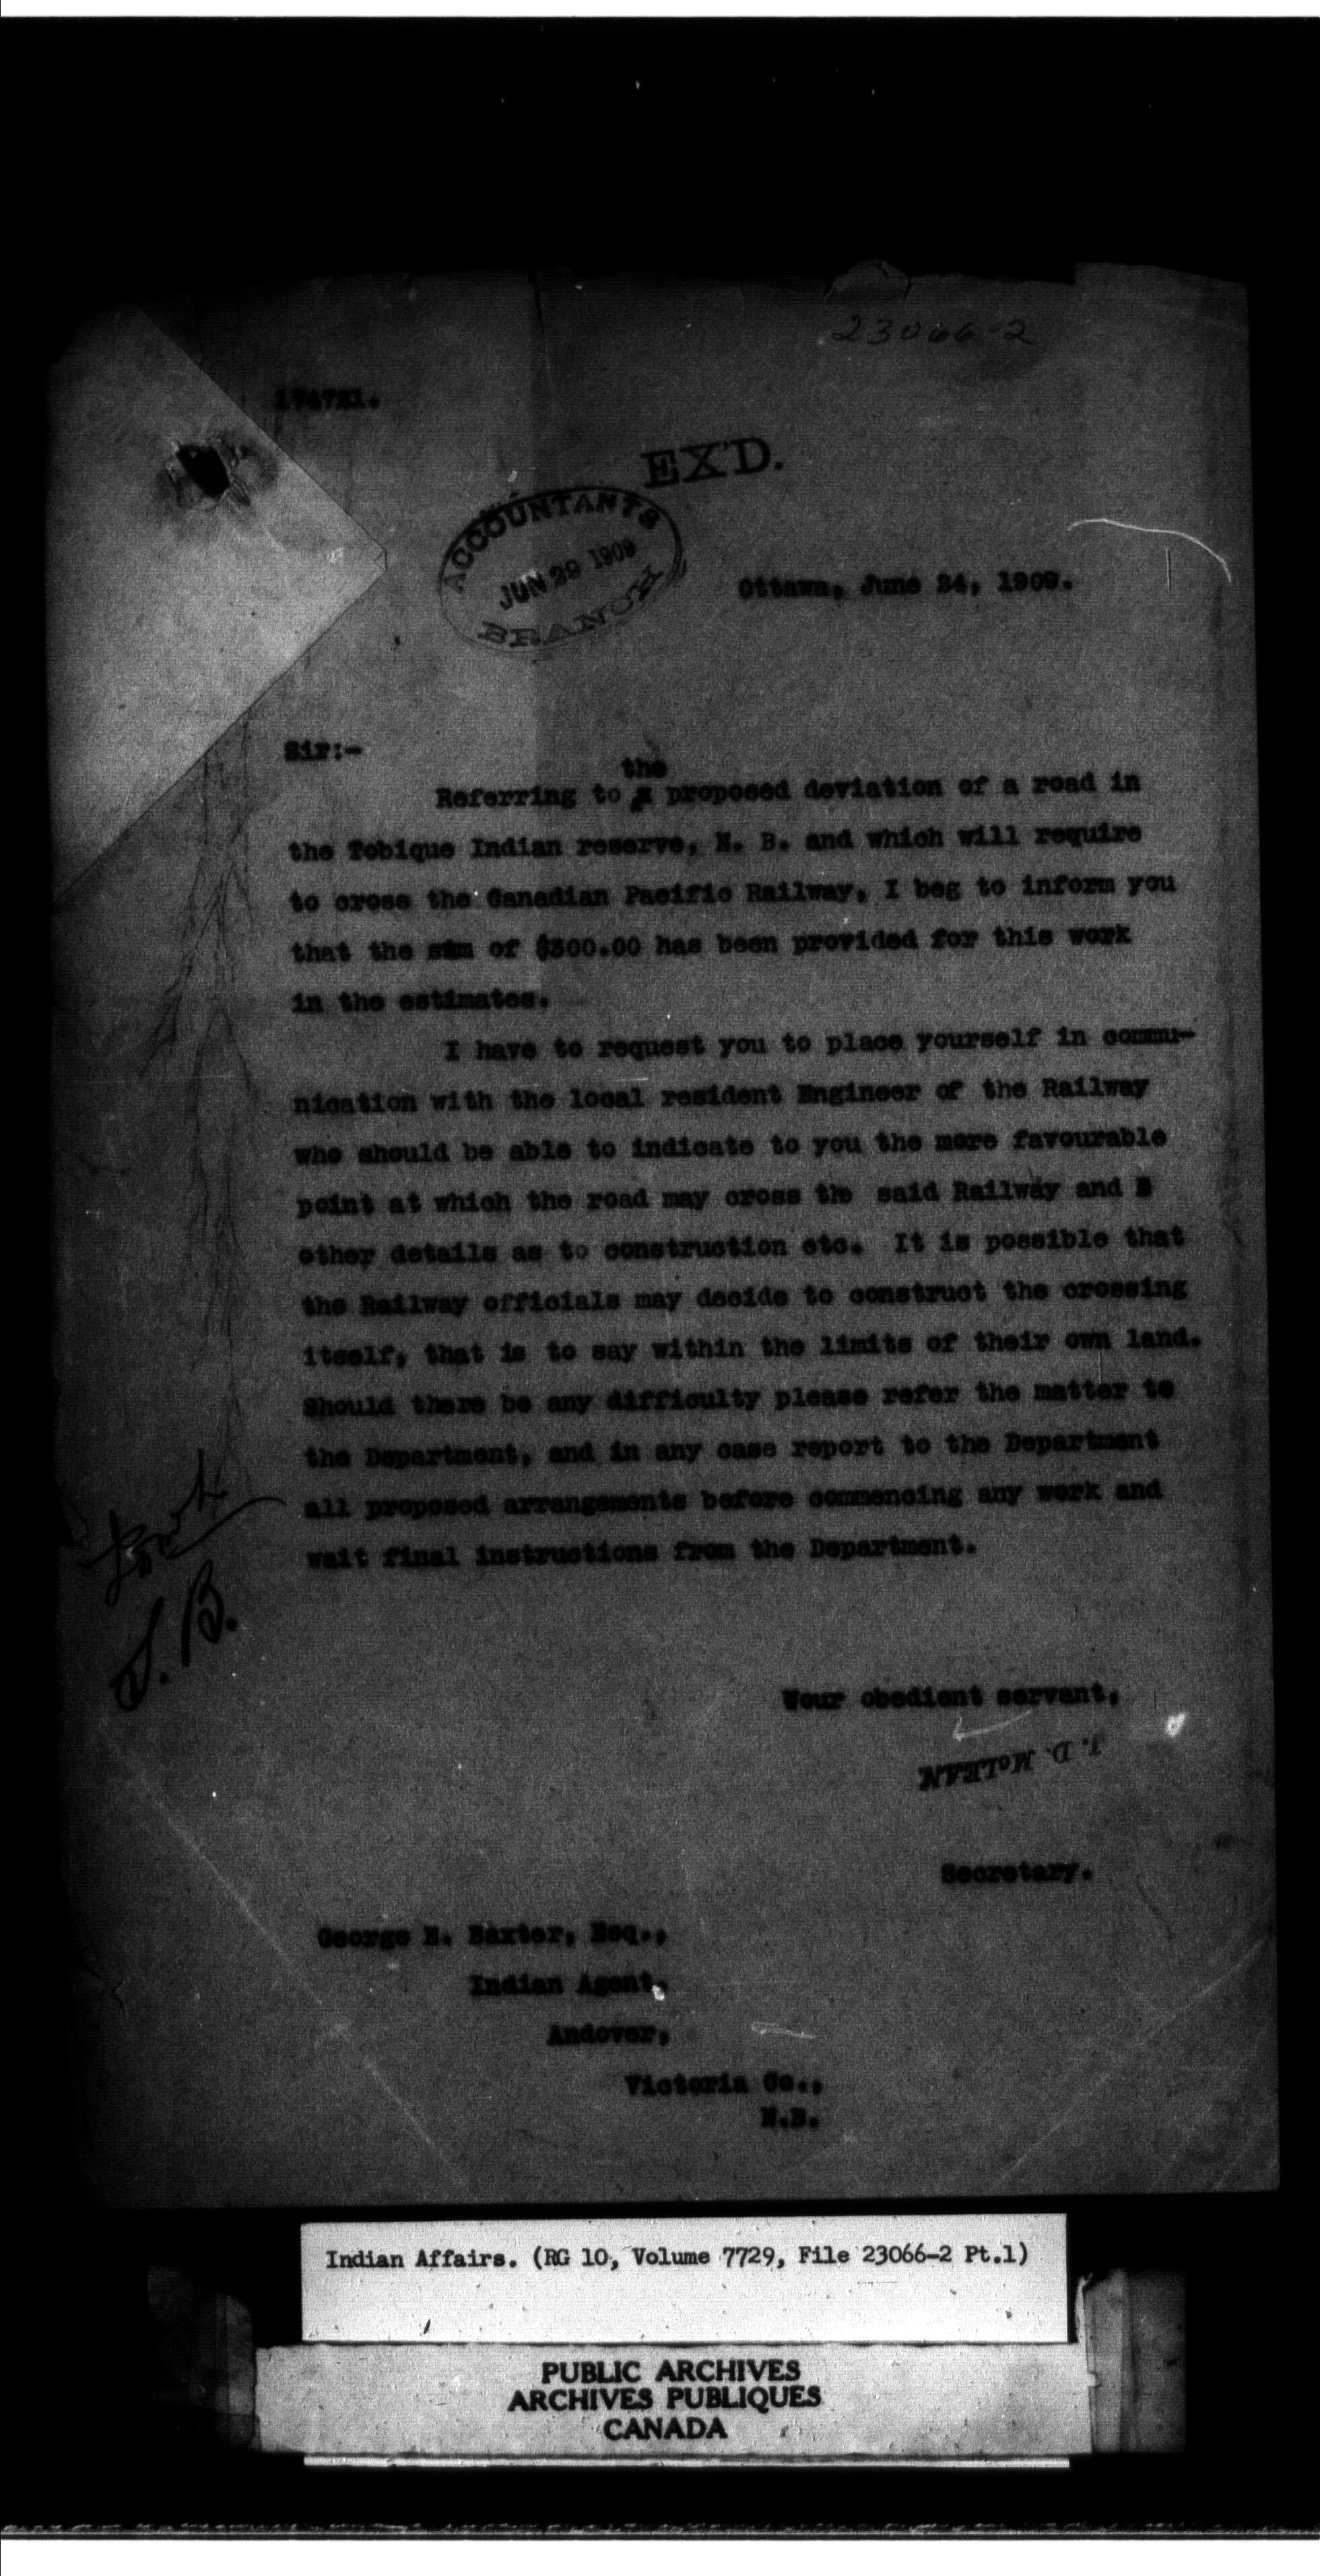 23066-2
174721.
EX'D.
ACCOUNTANTS
JUN 29 1909
BRANCH
Ottawa, June 24, 1909.
Sir:-
the
Referring to proposed deviation of a road in
the Tobique Indian reserve, N. B. and which will require
to cross the Canadian Pacific Railway, I beg to inform you
that the sum of $300.00 has been provided for this work
in the estimates.
I have to request you to place yourself in commu-
nication with the local resident Engineer of the Railway
who should be able to indicate to you the more favourable
point at which the road may cross the said Railway and
other details as to construction etc. It is possible that
the Railway officials may decide to construct the crossing
itself, that is to say within the limits of their own land.
Should there be any difficulty please refer the matter to
the Department, and in any case report to the Department
all proposed arrangements before commencing any work and
wait final instructions from the Department.
S. B.
Your obedient servant,
J. D. McLEAN
Secretary.
George E. Baxter, Esq.,
Indian Agent,
Andover,
Victoria Co.,
N.B.
Indian Affairs. (RG 10, Volume 7729, File 23066-2 Pt.1)
PUBLIC ARCHIVES
ARCHIVES PUBLIQUES
CANADA